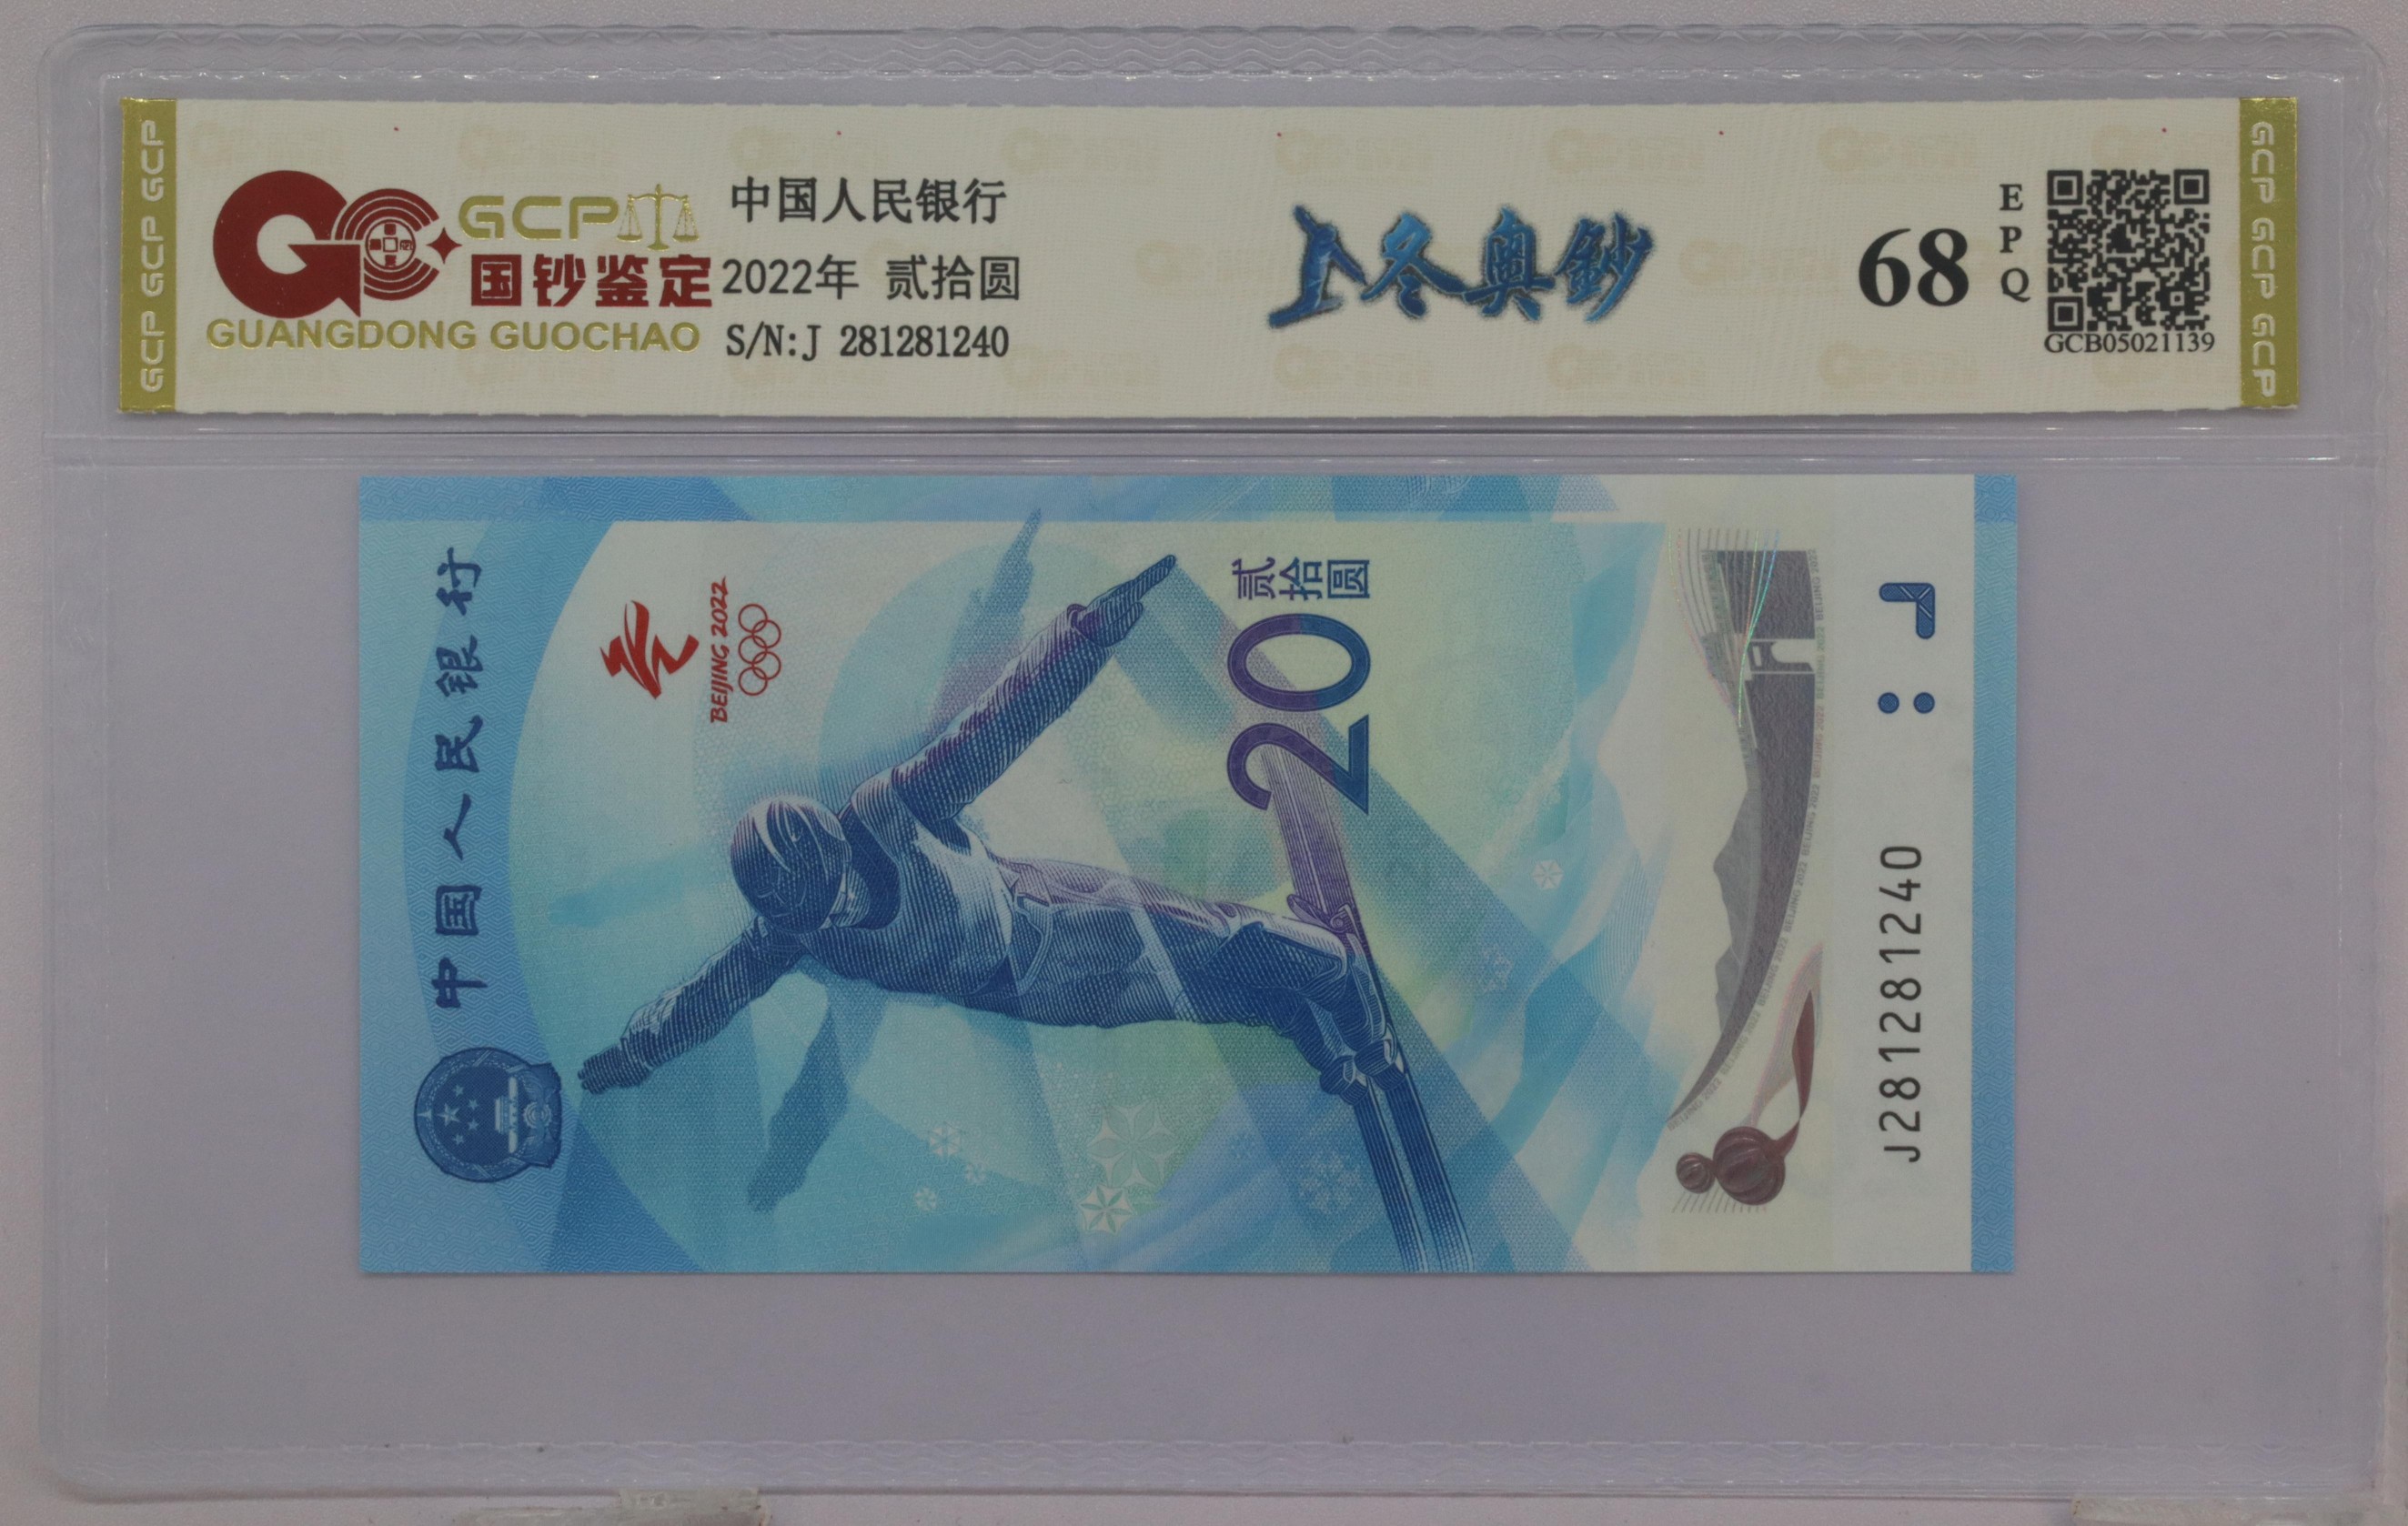 GCP GCP GCP
GCP
国钞鉴定
GUANGDONG GUOCHAO
中国人民银行
2022年 贰拾圆
S/N:J 281281240
冬奥鈔
68
EPQ
GCB05021139
GCP GCP GCP
中国人民银行
BEIJING 2022
贰拾圆
20
J281281240